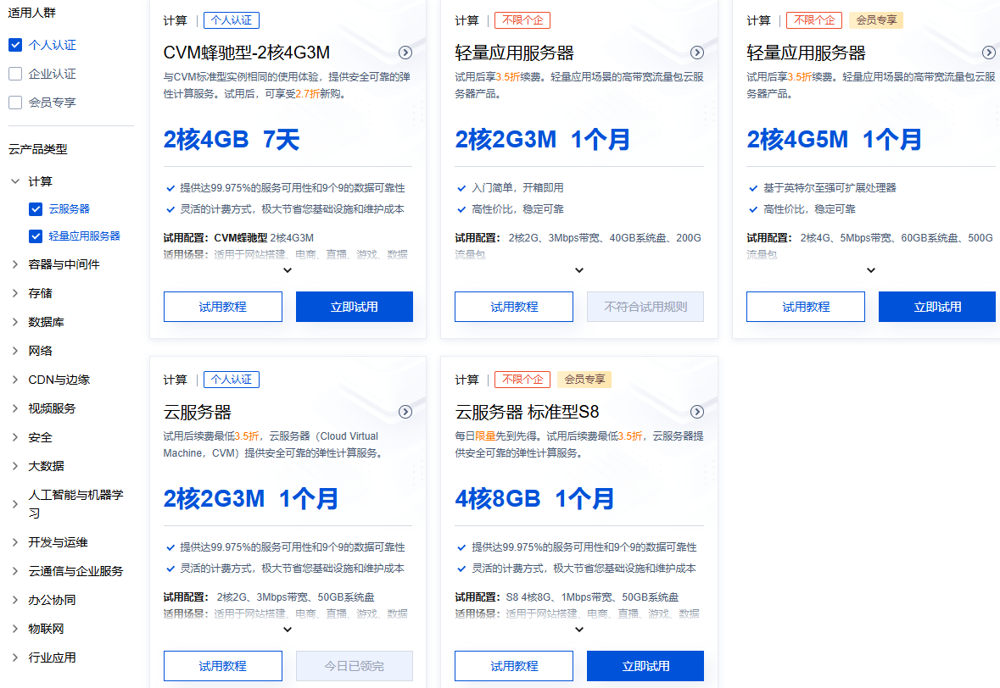 适用人群
个人认证
企业认证
会员专享
云产品类型
计算
云服务器
轻量应用服务器
容器与中间件
存储
数据库
网络
CDN与边缘
视频服务
安全
大数据
人工智能与机器学
习
开发与运维
云通信与企业服务
办公协同
物联网
行业应用
计算 | 个人认证
CVM蜂驰型-2核4G3M
与CVM标准型实例相同的使用体验，提供安全可靠的弹
性计算服务。试用后，可享受2.7折新购。
2核4GB 7天
提供达99.975%的服务可用性和9个9的数据可靠性
灵活的计费方式，极大节省您基础设施和维护成本
试用配置：CVM蜂驰型 2核4G3M
适用场景：适用于网站搭建、电商、直播、游戏、数据
试用教程
立即试用
计算 | 不限个企
轻量应用服务器
试用后享3.5折续费。轻量应用场景的高带宽流量包云服
务器产品。
2核2G3M 1个月
入门简单，开箱即用
高性价比，稳定可靠
试用配置： 2核2G、3Mbps带宽、40GB系统盘、200G
流量包
试用教程
不符合试用规则
计算 | 不限个企 会员专享
轻量应用服务器
试用后享3.5折续费。轻量应用场景的高带宽流量包云服
务器产品。
2核4G5M 1个月
基于英特尔至强可扩展处理器
高性价比，稳定可靠
试用配置： 2核4G、5Mbps带宽、60GB系统盘、500G
流量包
试用教程
立即试用
计算 | 个人认证
云服务器
试用后续费最低3.5折，云服务器（Cloud Virtual
Machine，CVM）提供安全可靠的弹性计算服务。
2核2G3M 1个月
提供达99.975%的服务可用性和9个9的数据可靠性
灵活的计费方式，极大节省您基础设施和维护成本
试用配置： 2核2G、3Mbps带宽、50GB系统盘
适用场景：适用于网站搭建、电商、直播、游戏、数据
试用教程
今日已领完
计算 | 不限个企 会员专享
云服务器 标准型S8
每日限量先到先得。试用后续费最低3.5折，云服务器提
供安全可靠的弹性计算服务。
4核8GB 1个月
提供达99.975%的服务可用性和9个9的数据可靠性
灵活的计费方式，极大节省您基础设施和维护成本
试用配置：S8 4核8G、1Mbps带宽、50GB系统盘
适用场景：适用于网站搭建、电商、直播、游戏、数据
试用教程
立即试用